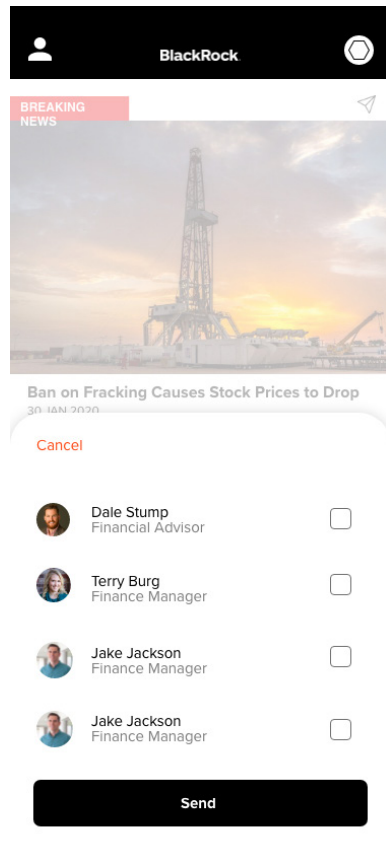 BlackRock.
BREAKING
NEWS
Ban on Fracking Causes Stock Prices to Drop
30 JAN 2020
Cancel
Dale Stump
Financial Advisor
Terry Burg
Finance Manager
Jake Jackson
Finance Manager
Jake Jackson
Finance Manager
Send